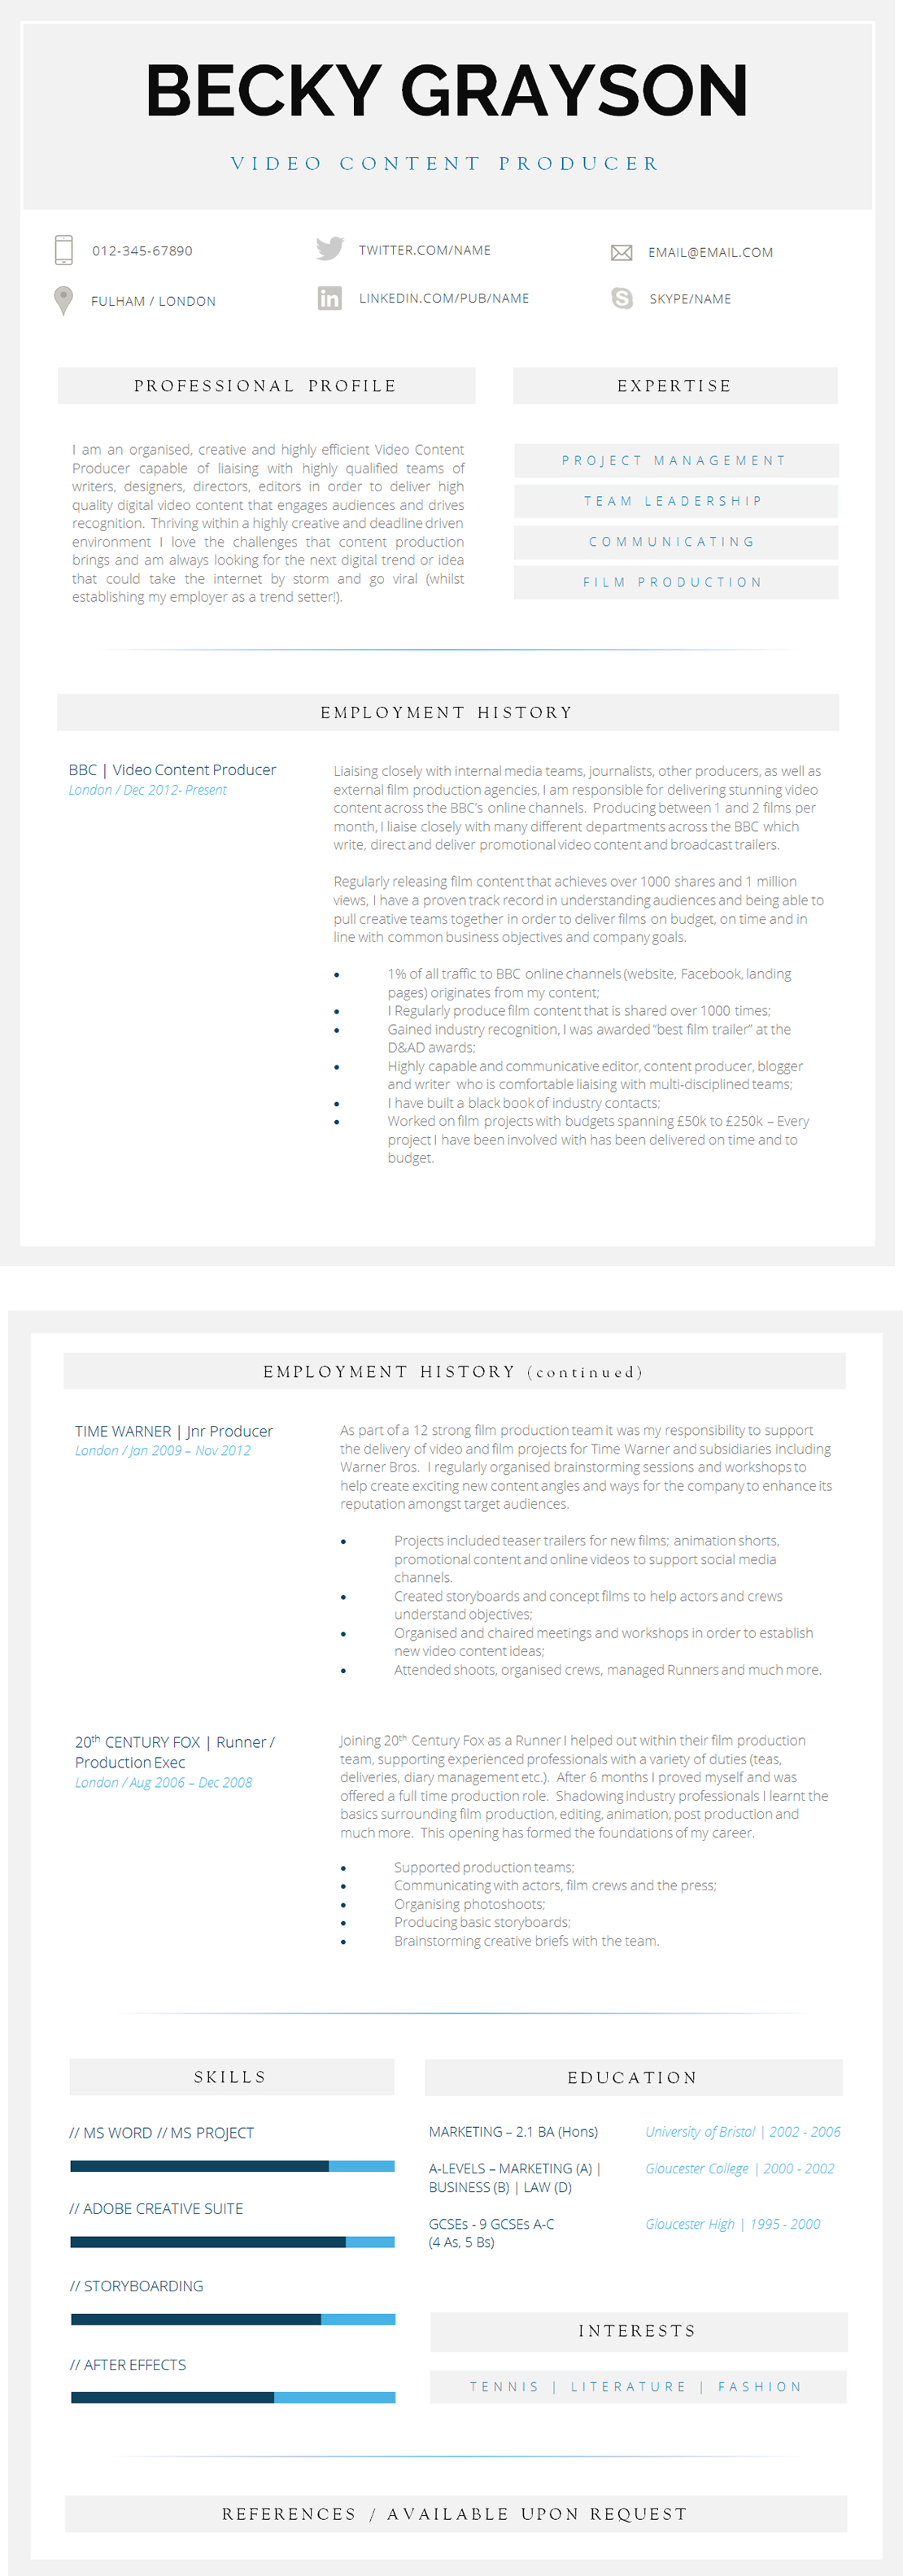 BECKY GRAYSON
VIDEO CONTENT PRODUCER
012-345-67890
TWITTER.COM/NAME
EMAIL@EMAIL.COM
FULHAM / LONDON
LINKEDIN.COM/PUB/NAME
SKYPE/NAME
PROFESSIONAL PROFILE
I am an organised, creative and highly efficient Video Content
Producer capable of liaising with highly qualified teams of
writers, designers, directors, editors in order to deliver high
quality digital video content that engages audiences and drives
recognition. Thriving within a highly creative and deadline driven
environment I love the challenges that content production
brings and am always looking for the next digital trend or idea
that could take the internet by storm and go viral (whilst
establishing my employer as a trend setter!).
EXPERTISE
PROJECT MANAGEMENT
TEAM LEADERSHIP
COMMUNICATING
FILM PRODUCTION
EMPLOYMENT HISTORY
BBC | Video Content Producer
London / Dec 2012- Present
Liaising closely with internal media teams, journalists, other producers, as well as
external film production agencies, I am responsible for delivering stunning video
content across the BBC's online channels. Producing between 1 and 2 films per
month, I liaise closely with many different departments across the BBC which
write, direct and deliver promotional video content and broadcast trailers.
Regularly releasing film content that achieves over 1000 shares and 1 million
views, I have a proven track record in understanding audiences and being able to
pull creative teams together in order to deliver films on budget, on time and in
line with common business objectives and company goals.
• 1% of all traffic to BBC online channels (website, Facebook, landing
pages) originates from my content;
• I Regularly produce film content that is shared over 1000 times;
• Gained industry recognition, I was awarded “best film trailer” at the
D&AD awards;
• Highly capable and communicative editor, content producer, blogger
and writer who is comfortable liaising with multi-disciplined teams;
• I have built a black book of industry contacts;
• Worked on film projects with budgets spanning £50k to £250k – Every
project I have been involved with has been delivered on time and to
budget.
EMPLOYMENT HISTORY (continued)
TIME WARNER | Jnr Producer
London / Jan 2009 – Nov 2012
As part of a 12 strong film production team it was my responsibility to support
the delivery of video and film projects for Time Warner and subsidiaries including
Warner Bros. I regularly organised brainstorming sessions and workshops to
help create exciting new content angles and ways for the company to enhance its
reputation amongst target audiences.
• Projects included teaser trailers for new films; animation shorts,
promotional content and online videos to support social media
channels.
• Created storyboards and concept films to help actors and crews
understand objectives;
• Organised and chaired meetings and workshops in order to establish
new video content ideas;
• Attended shoots, organised crews, managed Runners and much more.
20th CENTURY FOX | Runner /
Production Exec
London / Aug 2006 – Dec 2008
Joining 20th Century Fox as a Runner I helped out within their film production
team, supporting experienced professionals with a variety of duties (teas,
deliveries, diary management etc.). After 6 months I proved myself and was
offered a full time production role. Shadowing industry professionals I learnt the
basics surrounding film production, editing, animation, post production and
much more. This opening has formed the foundations of my career.
• Supported production teams;
• Communicating with actors, film crews and the press;
• Organising photoshoots;
• Producing basic storyboards;
• Brainstorming creative briefs with the team.
SKILLS
// MS WORD // MS PROJECT
// ADOBE CREATIVE SUITE
// STORYBOARDING
// AFTER EFFECTS
EDUCATION
MARKETING – 2.1 BA (Hons) University of Bristol | 2002 - 2006
A-LEVELS – MARKETING (A) | Gloucester College | 2000 - 2002
BUSINESS (B) | LAW (D)
GCSEs - 9 GCSEs A-C Gloucester High | 1995 - 2000
(4 As, 5 Bs)
INTERESTS
TENNIS | LITERATURE | FASHION
REFERENCES / AVAILABLE UPON REQUEST